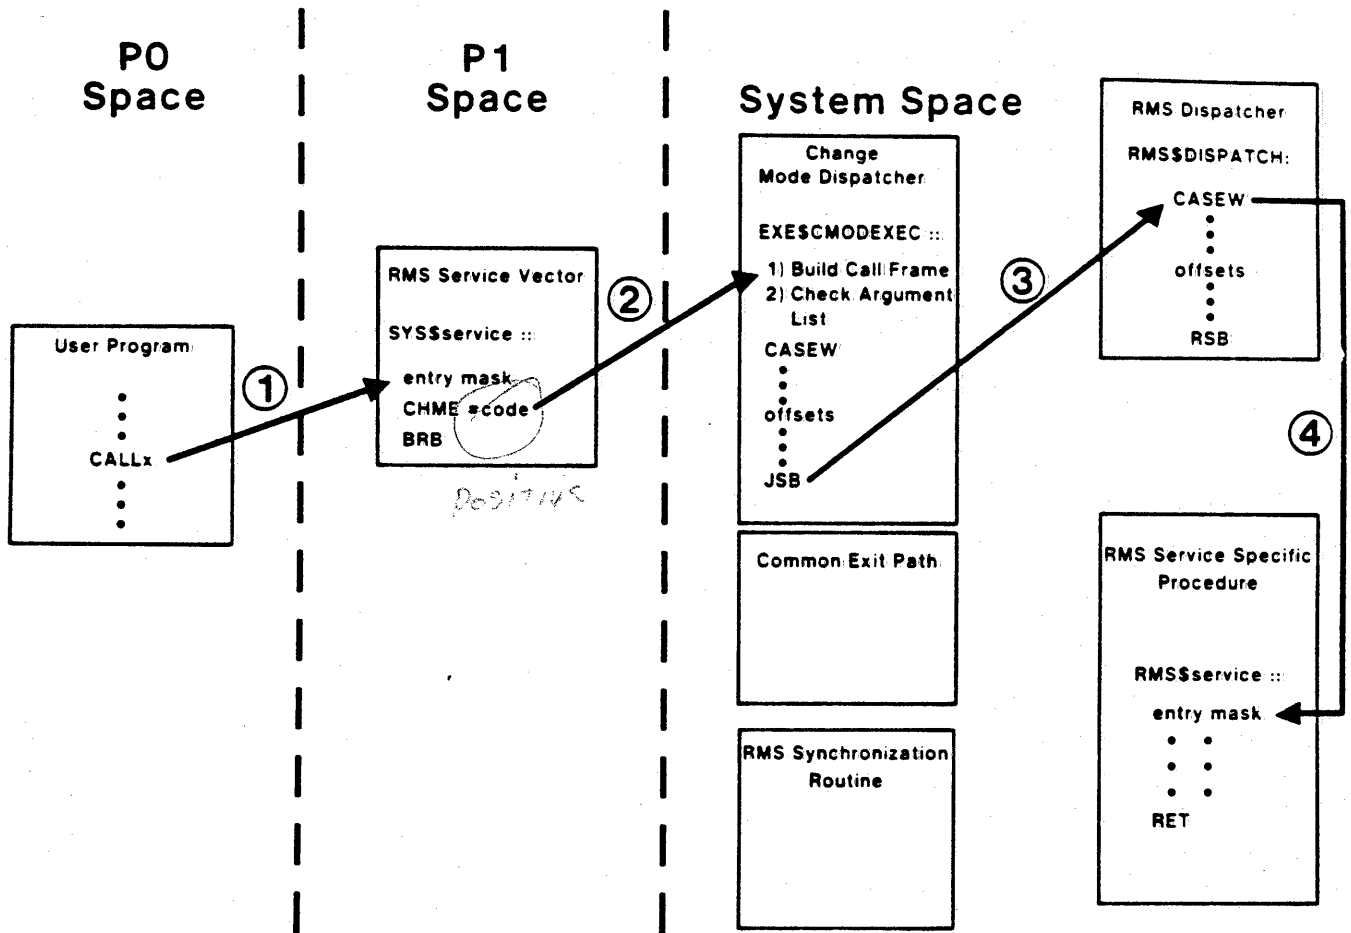 P0
Space
P1
Space
System Space
User Program
CALLx
①
RMS Service Vector
SYS$service ::
entry mask
CHME #code
BRB
POSITIVE
②
Change
Mode Dispatcher
EXE$CMODEXEC ::
1) Build Call Frame
2) Check Argument
List
CASEW
offsets
JSB
③
RMS Dispatcher
RMS$DISPATCH:
CASEW
offsets
RSB
④
Common Exit Path
RMS Synchronization
Routine
RMS Service Specific
Procedure
RMS$service ::
entry mask
RET